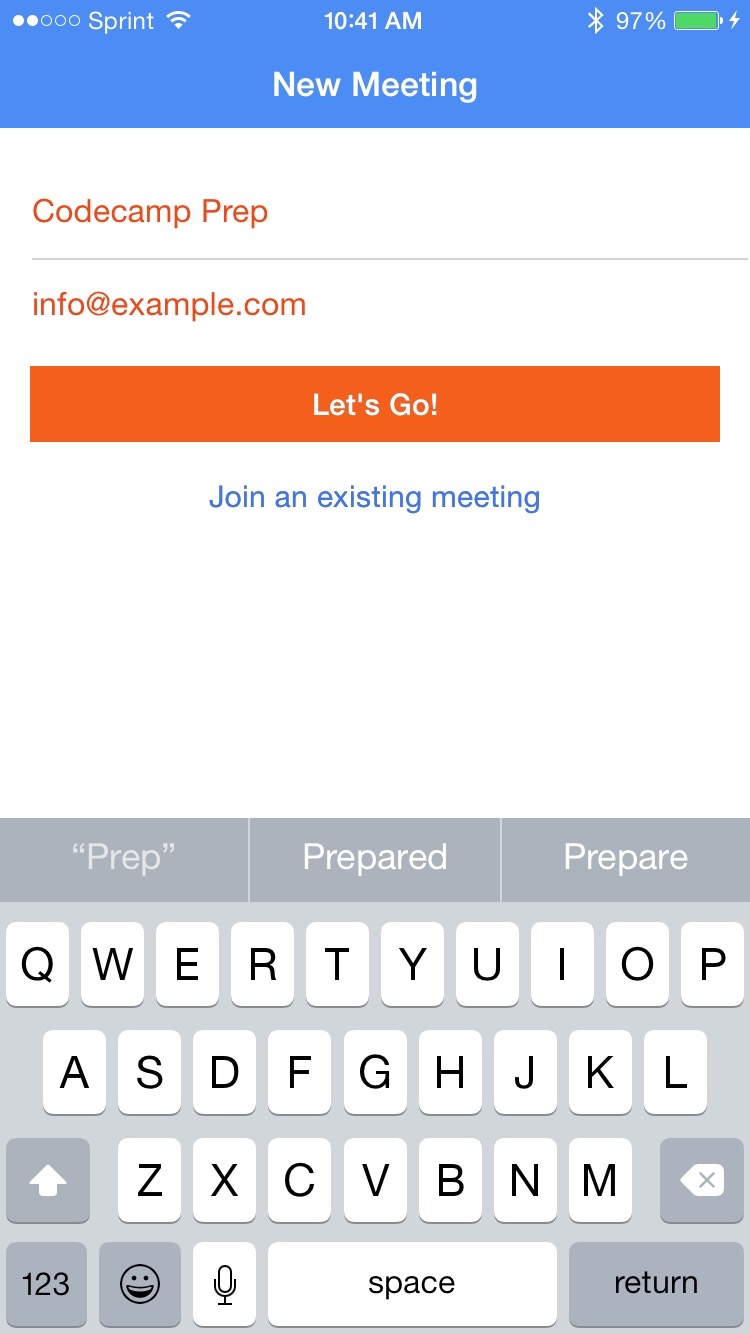 Sprint 10:41 AM 97%
New Meeting
Codecamp Prep
info@example.com
Let's Go!
Join an existing meeting
“Prep” Prepared Prepare
Q W E R T Y U I O P
A S D F G H J K L
Z X C V B N M
123 space return